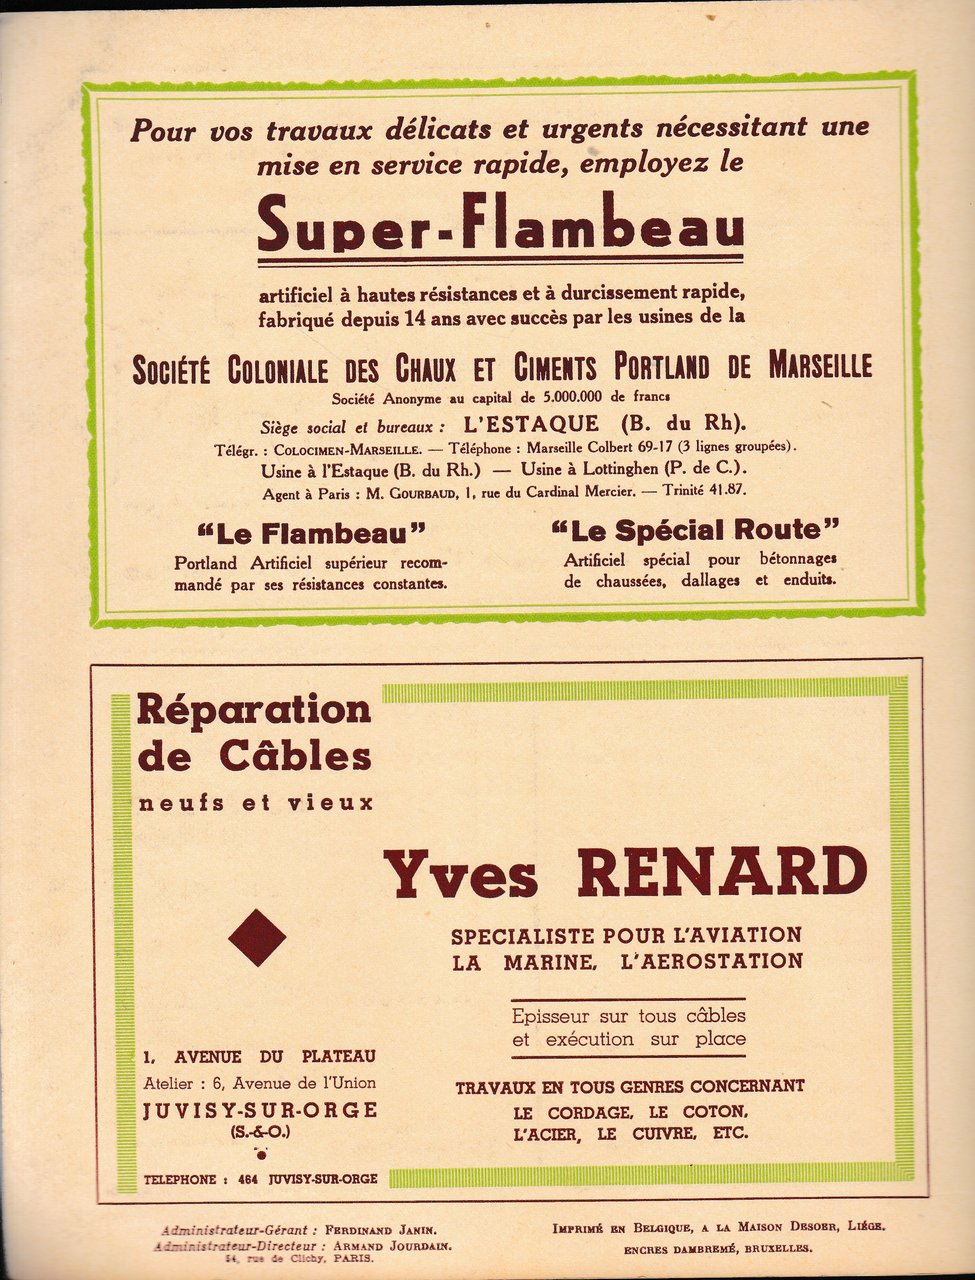 Pour vos travaux délicats et urgents nécessitant une
mise en service rapide, employez le
Super-Flambeau
artificiel à hautes résistances et à durcissement rapide,
fabriqué depuis 14 ans avec succès par les usines de la
SOCIÉTÉ COLONIALE DES CHAUX ET CIMENTS PORTLAND DE MARSEILLE
Société Anonyme au capital de 5.000.000 de francs
Siège social et bureaux : L'ESTAQUE (B. du Rh).
Télégr. : COLOCIMEN-MARSEILLE. — Téléphone : Marseille Colbert 69-17 (3 lignes groupées).
Usine à l'Estaque (B. du Rh.) — Usine à Lottinghen (P. de C.).
Agent à Paris : M. GOURBAUD, 1, rue du Cardinal Mercier. — Trinité 41.87.
“Le Flambeau”
Portland Artificiel supérieur recom-
mandé par ses résistances constantes.
“Le Spécial Route”
Artificiel spécial pour bétonnages
de chaussées, dallages et enduits.
Réparation
de Câbles
neufs et vieux
Yves RENARD
SPECIALISTE POUR L'AVIATION
LA MARINE, L'AEROSTATION
Episseur sur tous câbles
et exécution sur place
TRAVAUX EN TOUS GENRES CONCERNANT
LE CORDAGE, LE COTON,
L'ACIER, LE CUIVRE, ETC.
1, AVENUE DU PLATEAU
Atelier : 6, Avenue de l'Union
JUVISY-SUR-ORGE
(S.-&-O.)
TELEPHONE : 464 JUVISY-SUR-ORGE
Administrateur-Gérant : FERDINAND JANIN.
Administrateur-Directeur : ARMAND JOURDAIN.
54, rue de Clichy, PARIS.
IMPRIMÉ EN BELGIQUE, A LA MAISON DESOER, LIÉGE.
ENCRES DAMBREMÉ, BRUXELLES.